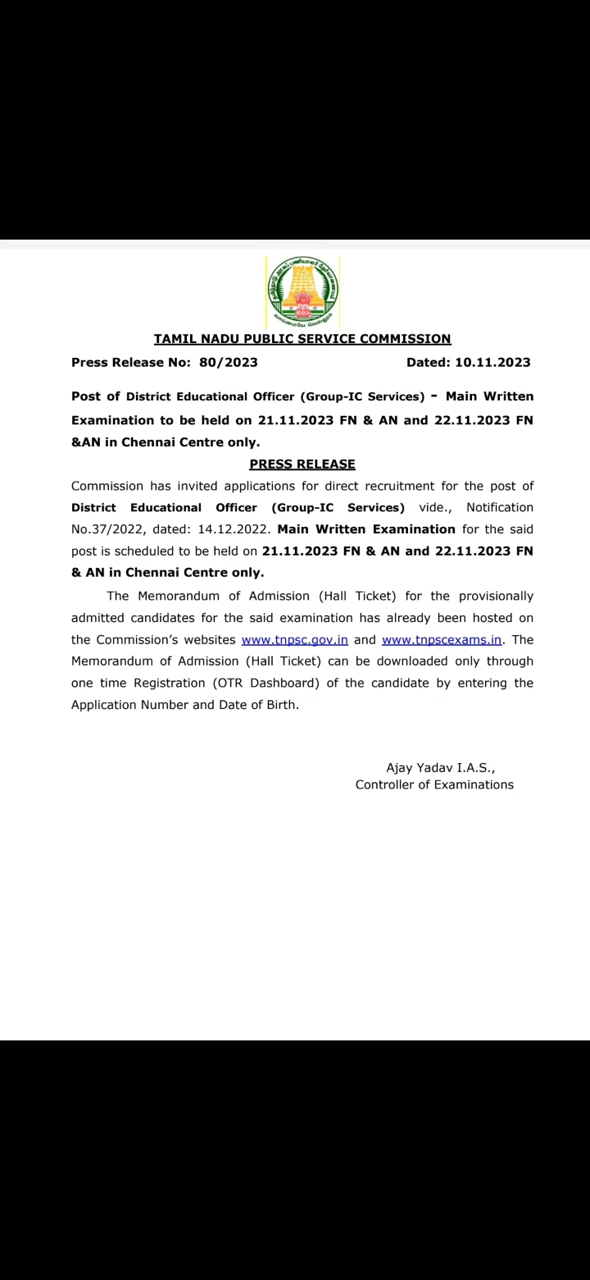 தமிழ்நாடு அரசுப் பணியாளர் தேர்வாணையம்
வாய்மையே வெல்லும்
TAMIL NADU PUBLIC SERVICE COMMISSION
Press Release No: 80/2023 Dated: 10.11.2023
Post of District Educational Officer (Group-IC Services) - Main Written
Examination to be held on 21.11.2023 FN & AN and 22.11.2023 FN
&AN in Chennai Centre only.
PRESS RELEASE
Commission has invited applications for direct recruitment for the post of
District Educational Officer (Group-IC Services) vide., Notification
No.37/2022, dated: 14.12.2022. Main Written Examination for the said
post is scheduled to be held on 21.11.2023 FN & AN and 22.11.2023 FN
& AN in Chennai Centre only.
The Memorandum of Admission (Hall Ticket) for the provisionally
admitted candidates for the said examination has already been hosted on
the Commission's websites www.tnpsc.gov.in and www.tnpscexams.in. The
Memorandum of Admission (Hall Ticket) can be downloaded only through
one time Registration (OTR Dashboard) of the candidate by entering the
Application Number and Date of Birth.
Ajay Yadav I.A.S.,
Controller of Examinations